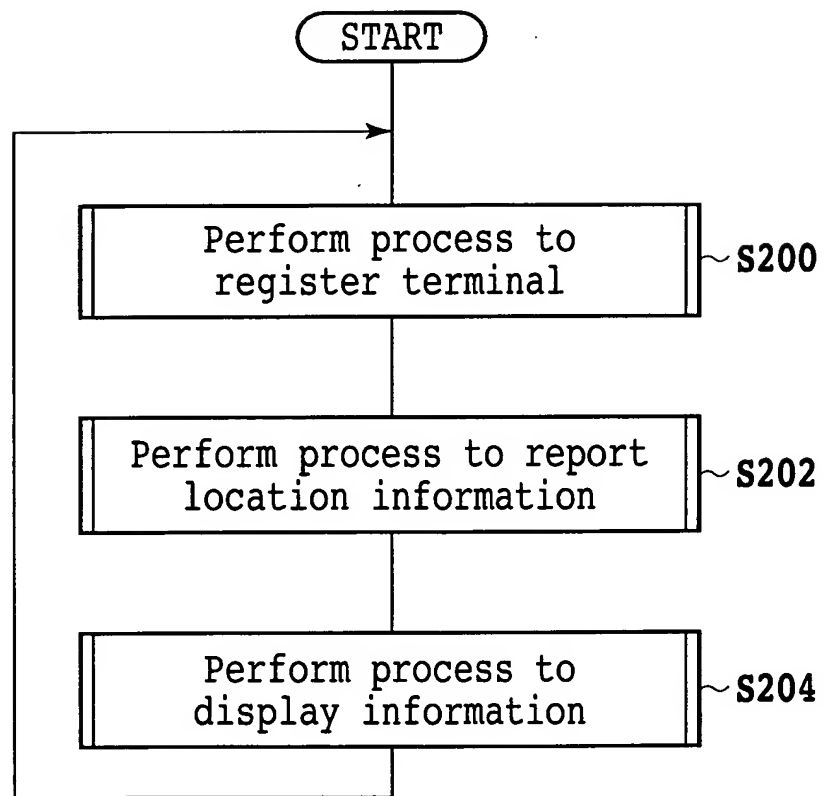 START
Perform process to
register terminal
S200
Perform process to report
location information
S202
Perform process to
display information
S204